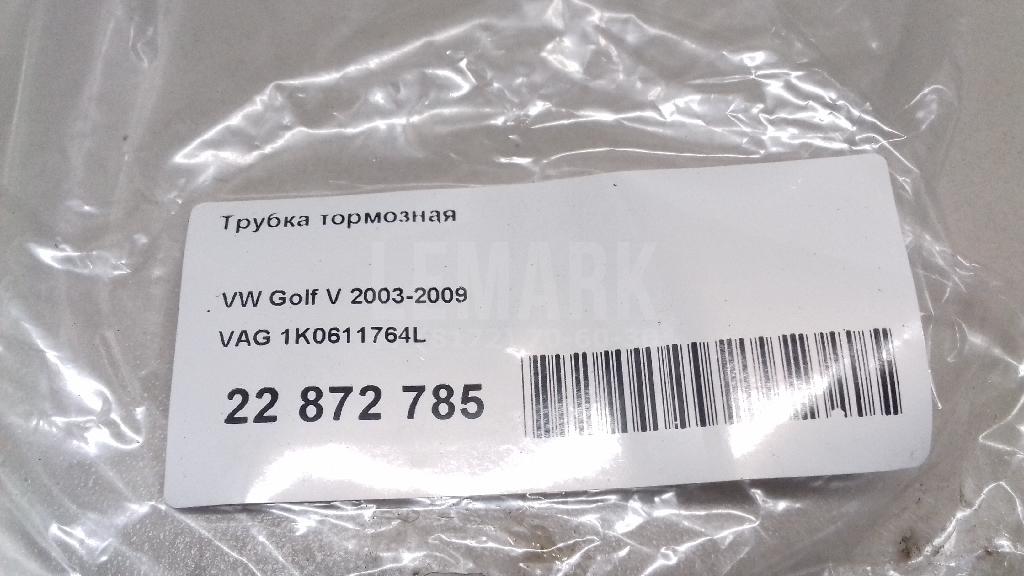 Трубка тормозная
LEMARK
VW Golf V 2003-2009
VAG 1K0611764L
22 872 785